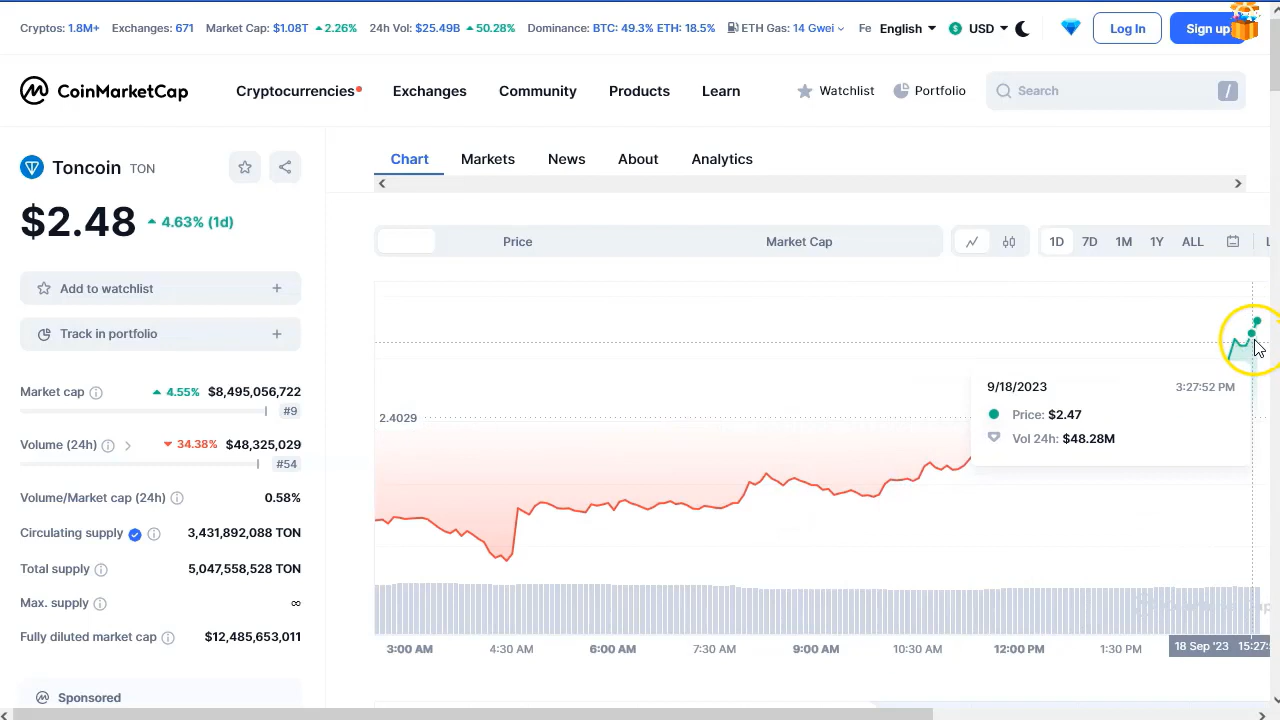 Cryptos: 1.8M+ Exchanges: 671 Market Cap: $1.08T 2.26% 24h Vol: $25.49B 50.28% Dominance: BTC: 49.3% ETH: 18.5% ETH Gas: 14 Gwei Fe English USD Log In Sign up
CoinMarketCap Cryptocurrencies Exchanges Community Products Learn Watchlist Portfolio Search /
Toncoin TON
$2.48 4.63% (1d)
Add to watchlist +
Track in portfolio +
Market cap 4.55% $8,495,056,722
#9
Volume (24h) 34.38% $48,325,029
#54
Volume/Market cap (24h) 0.58%
Circulating supply 3,431,892,088 TON
Total supply 5,047,558,528 TON
Max. supply ∞
Fully diluted market cap $12,485,653,011
Sponsored
Chart Markets News About Analytics
Price Market Cap 1D 7D 1M 1Y ALL L
2.4029
9/18/2023 3:27:52 PM
Price: $2.47
Vol 24h: $48.28M
3:00 AM 4:30 AM 6:00 AM 7:30 AM 9:00 AM 10:30 AM 12:00 PM 1:30 PM 18 Sep '23 15:27: